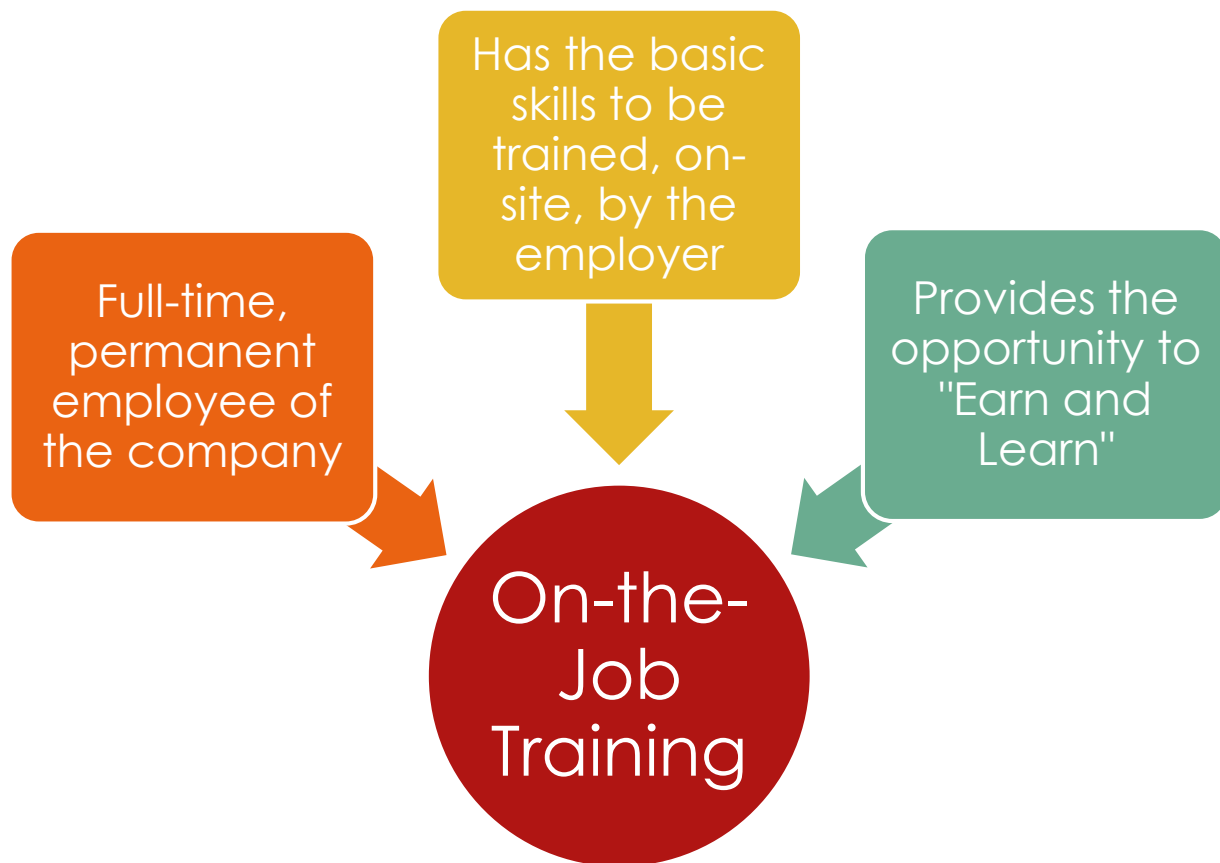 Has the basic
skills to be
trained, on-
site, by the
employer
Full-time,
permanent
employee of
the company
Provides the
opportunity to
"Earn and
Learn"
On-the-
Job
Training